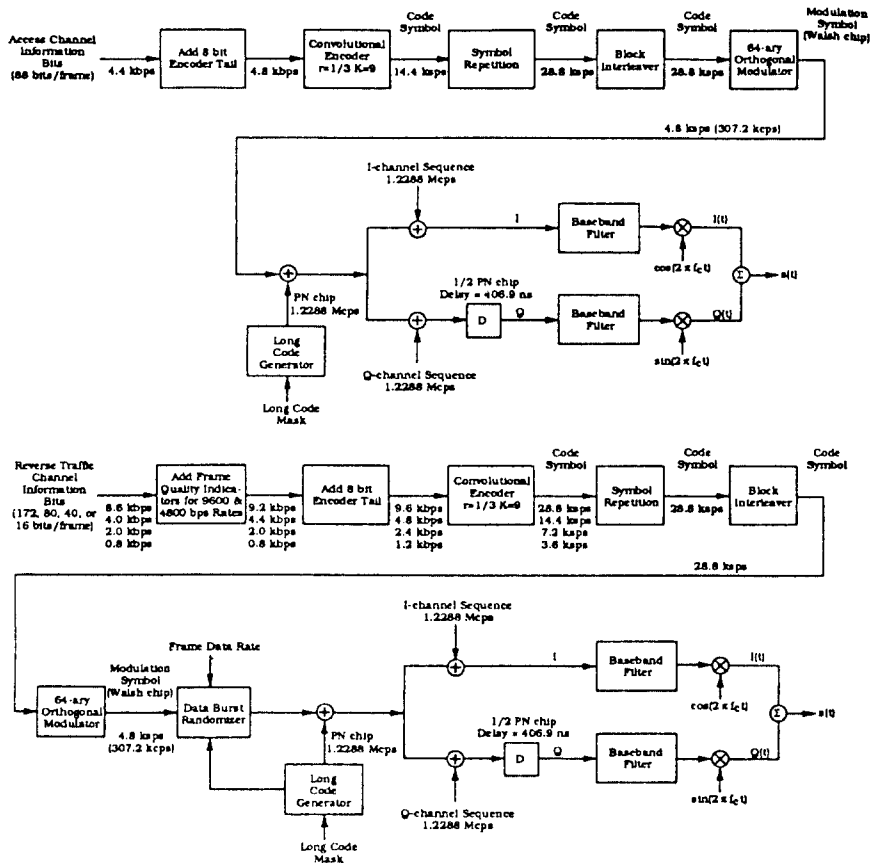 Access Channel
Information
Bits
(88 bits/frame)
4.4 kbps
Add 8 bit
Encoder Tail
4.8 kbps
Convolutional
Encoder
r=1/3 K=9
Code
Symbol
14.4 ksps
Symbol
Repetition
Code
Symbol
28.8 ksps
Block
Interleaver
Code
Symbol
28.8 ksps
64-ary
Orthogonal
Modulator
Modulation
Symbol
(Walsh chip)
4.8 ksps (307.2 kcps)
I-channel Sequence
1.2288 Mcps
I
Baseband
Filter
I(t)
cos(2 π fct)
Σ
s(t)
PN chip
1.2288 Mcps
1/2 PN chip
Delay = 406.9 ns
D
Q
Baseband
Filter
Q(t)
sin(2 π fct)
Long
Code
Generator
Q-channel Sequence
1.2288 Mcps
Long Code
Mask
Reverse Traffic
Channel
Information
Bits
(172, 80, 40, or
16 bits/frame)
8.6 kbps
4.0 kbps
2.0 kbps
0.8 kbps
Add Frame
Quality Indica-
tors for 9600 &
4800 bps Rates
9.2 kbps
4.4 kbps
2.0 kbps
0.8 kbps
Add 8 bit
Encoder Tail
9.6 kbps
4.8 kbps
2.4 kbps
1.2 kbps
Convolutional
Encoder
r=1/3 K=9
Code
Symbol
28.8 ksps
14.4 ksps
7.2 ksps
3.6 ksps
Symbol
Repetition
Code
Symbol
28.8 ksps
Block
Interleaver
Code
Symbol
28.8 ksps
I-channel Sequence
1.2288 Mcps
Frame Data Rate
64-ary
Orthogonal
Modulator
Modulation
Symbol
(Walsh chip)
4.8 ksps
(307.2 kcps)
Data Burst
Randomizer
PN chip
1.2288 Mcps
I
Baseband
Filter
I(t)
cos(2 π fct)
Σ
s(t)
1/2 PN chip
Delay = 406.9 ns
D
Q
Baseband
Filter
Q(t)
sin(2 π fct)
Long
Code
Generator
Q-channel Sequence
1.2288 Mcps
Long Code
Mask